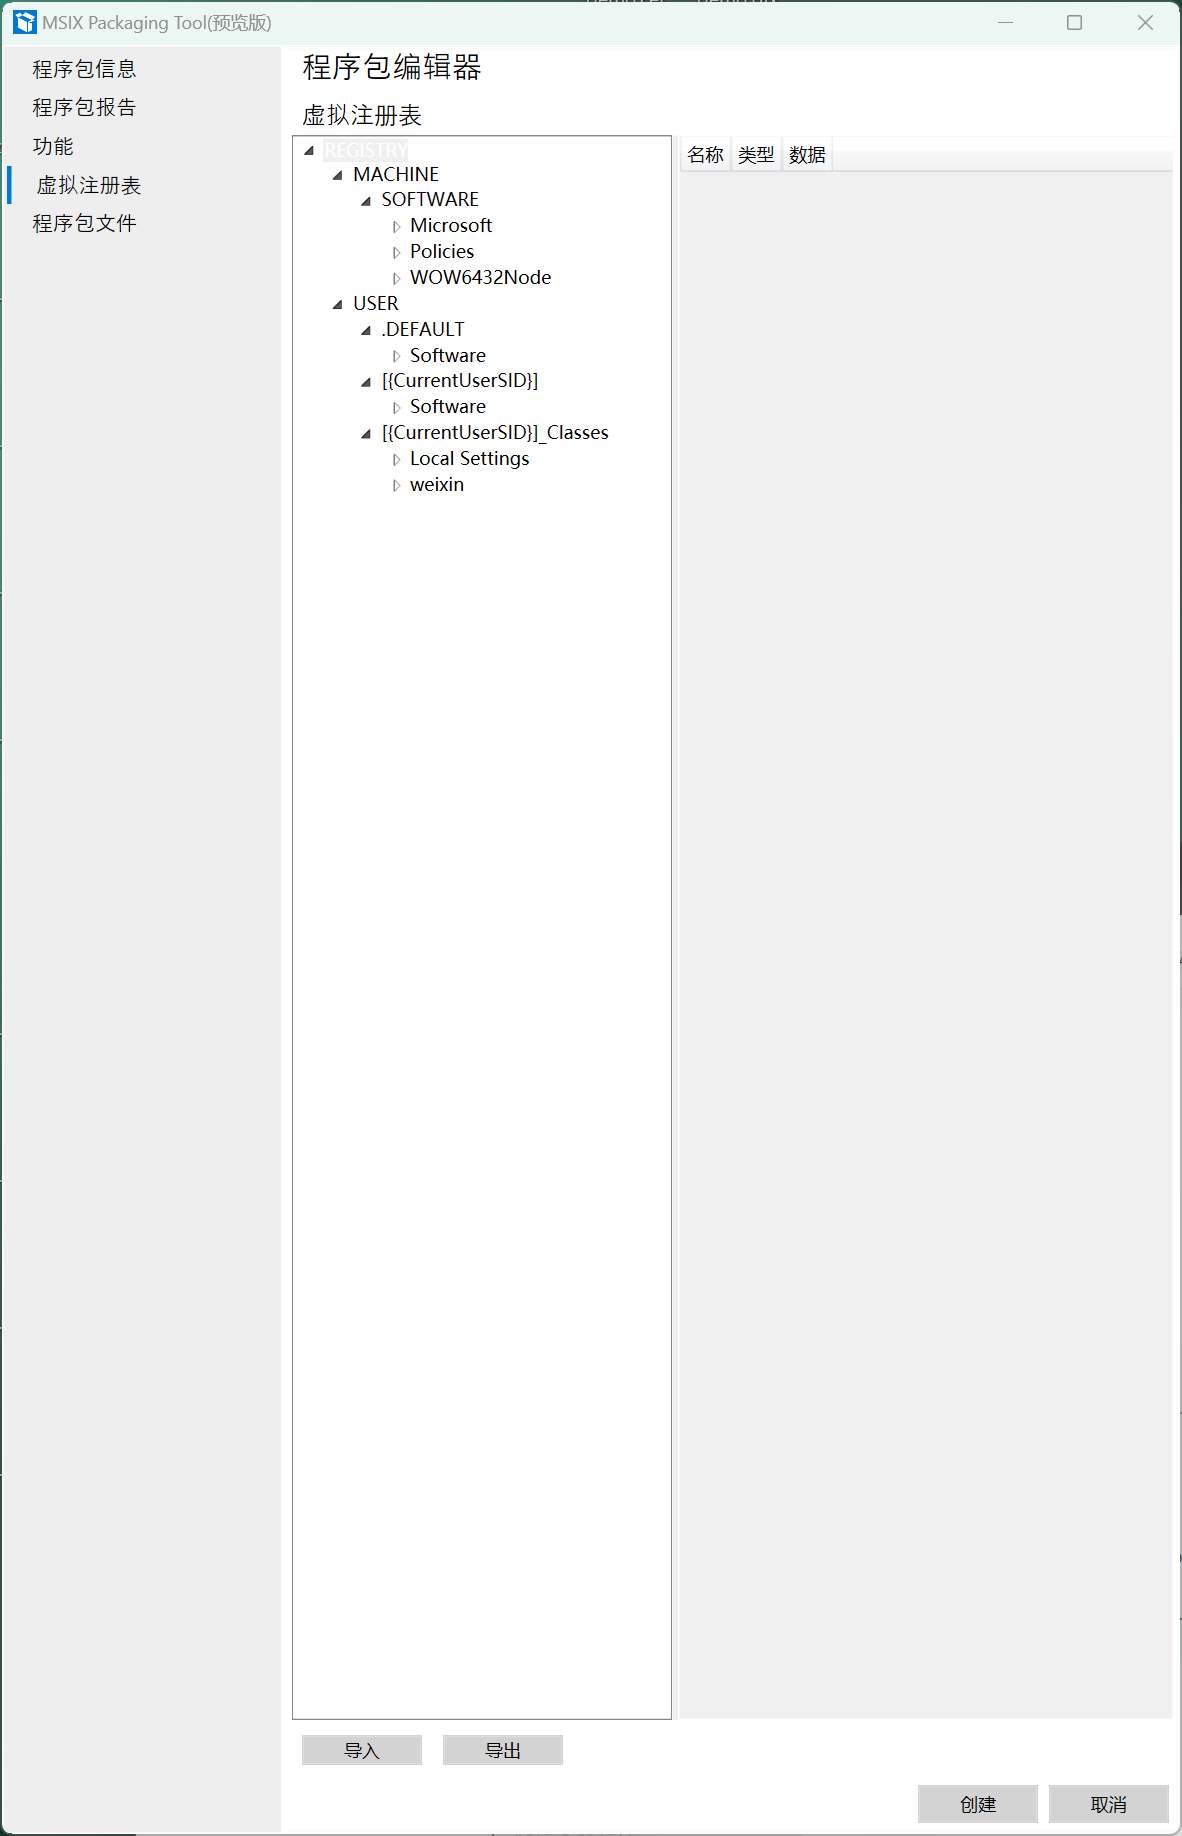 MSIX Packaging Tool(预览版)
程序包信息
程序包报告
功能
虚拟注册表
程序包文件
程序包编辑器
虚拟注册表
REGISTRY
MACHINE
SOFTWARE
Microsoft
Policies
WOW6432Node
USER
.DEFAULT
Software
[{CurrentUserSID}]
Software
[{CurrentUserSID}]_Classes
Local Settings
weixin
名称 类型 数据
导入 导出
创建 取消